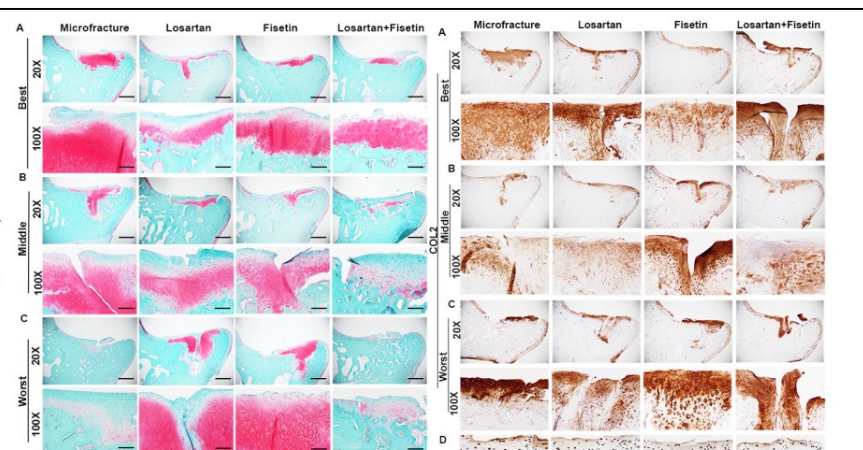 A
Microfracture Losartan Fisetin Losartan+Fisetin
20X
Best
100X
B
20X
Middle
100X
C
20X
Worst
100X
A
Microfracture Losartan Fisetin Losartan+Fisetin
20X
Best
100X
B
20X
Middle
COL2
100X
C
20X
Worst
100X
D